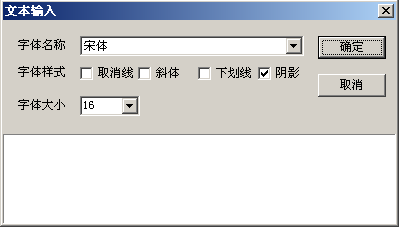 文本输入
字体名称 宋体 确定
字体样式 取消线 斜体 下划线 阴影
取消
字体大小 16